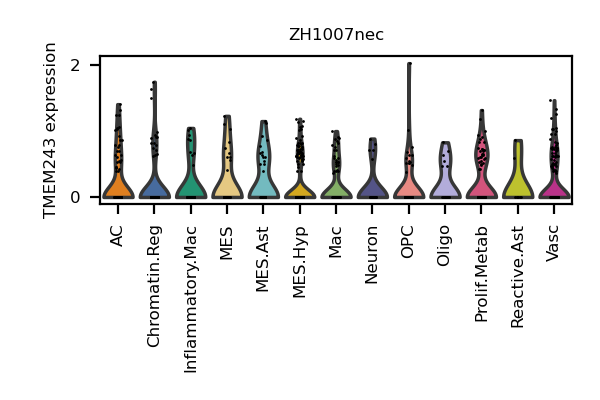 ZH1007nec
TMEM243 expression
2
0
AC
Chromatin.Reg
Inflammatory.Mac
MES
MES.Ast
MES.Hyp
Mac
Neuron
OPC
Oligo
Prolif.Metab
Reactive.Ast
Vasc